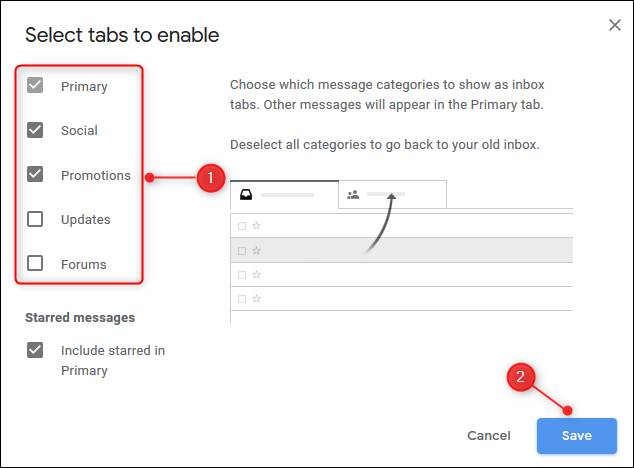 Select tabs to enable
Primary
Social
Promotions
Updates
Forums
Starred messages
Include starred in
Primary
Choose which message categories to show as inbox
tabs. Other messages will appear in the Primary tab.
Deselect all categories to go back to your old inbox.
1
2
Cancel
Save